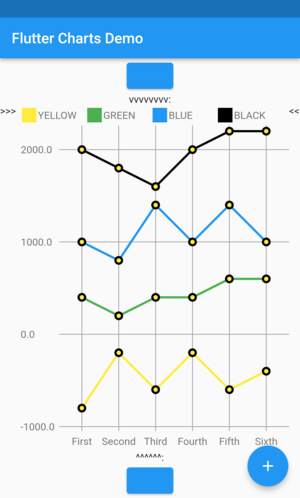 Flutter Charts Demo
vvvvvvvv:
>>> YELLOW GREEN BLUE BLACK <<
2000.0
1000.0
0.0
-1000.0
First Second Third Fourth Fifth Sixth
^^^^^^:
+